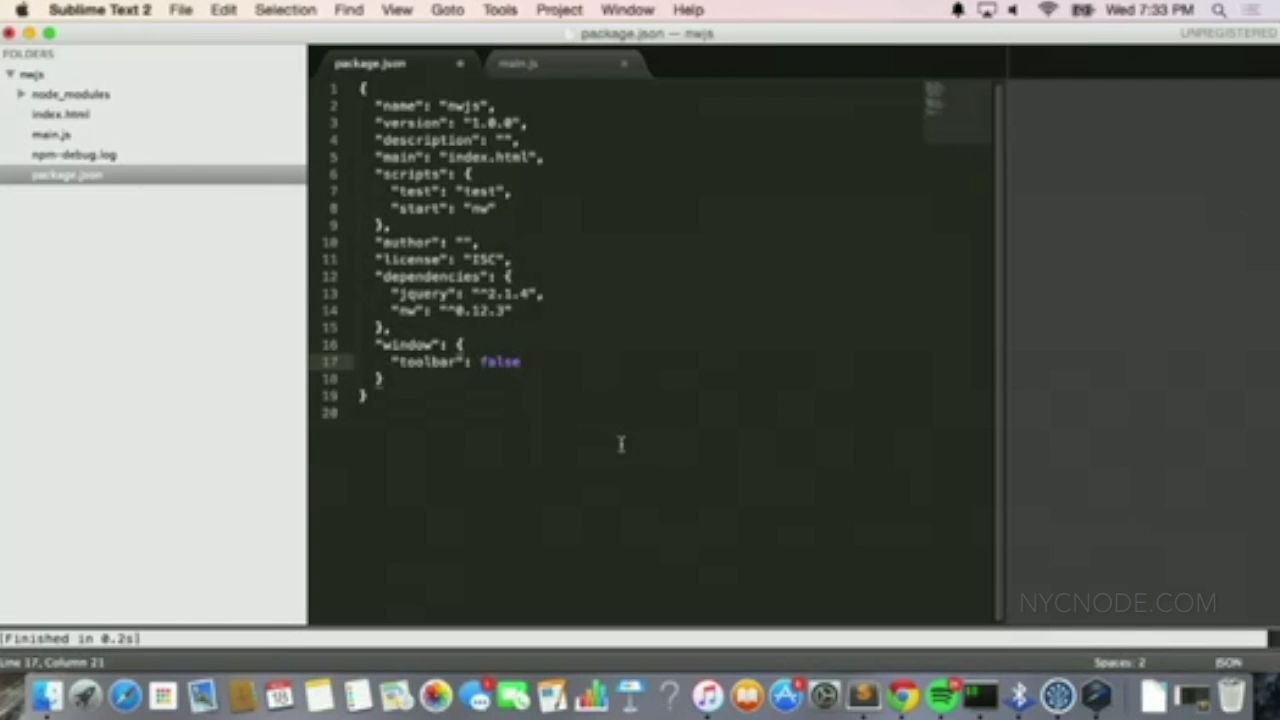 Sublime Text 2 File Edit Selection Find View Goto Tools Project Window Help Wed 7:33 PM
package.json — nwjs
UNREGISTERED
FOLDERS
nwjs
node_modules
index.html
main.js
npm-debug.log
package.json
package.json main.js
1 {
2 "name": "nwjs",
3 "version": "1.0.0",
4 "description": "",
5 "main": "index.html",
6 "scripts": {
7 "test": "test",
8 "start": "nw"
9 },
10 "author": "",
11 "license": "ISC",
12 "dependencies": {
13 "jquery": "^2.1.4",
14 "nw": "^0.12.3"
15 },
16 "window": {
17 "toolbar": false
18 }
19 }
20
NYCNODE.COM
[Finished in 0.2s]
Line 17, Column 21
Spaces: 2 JSON
18